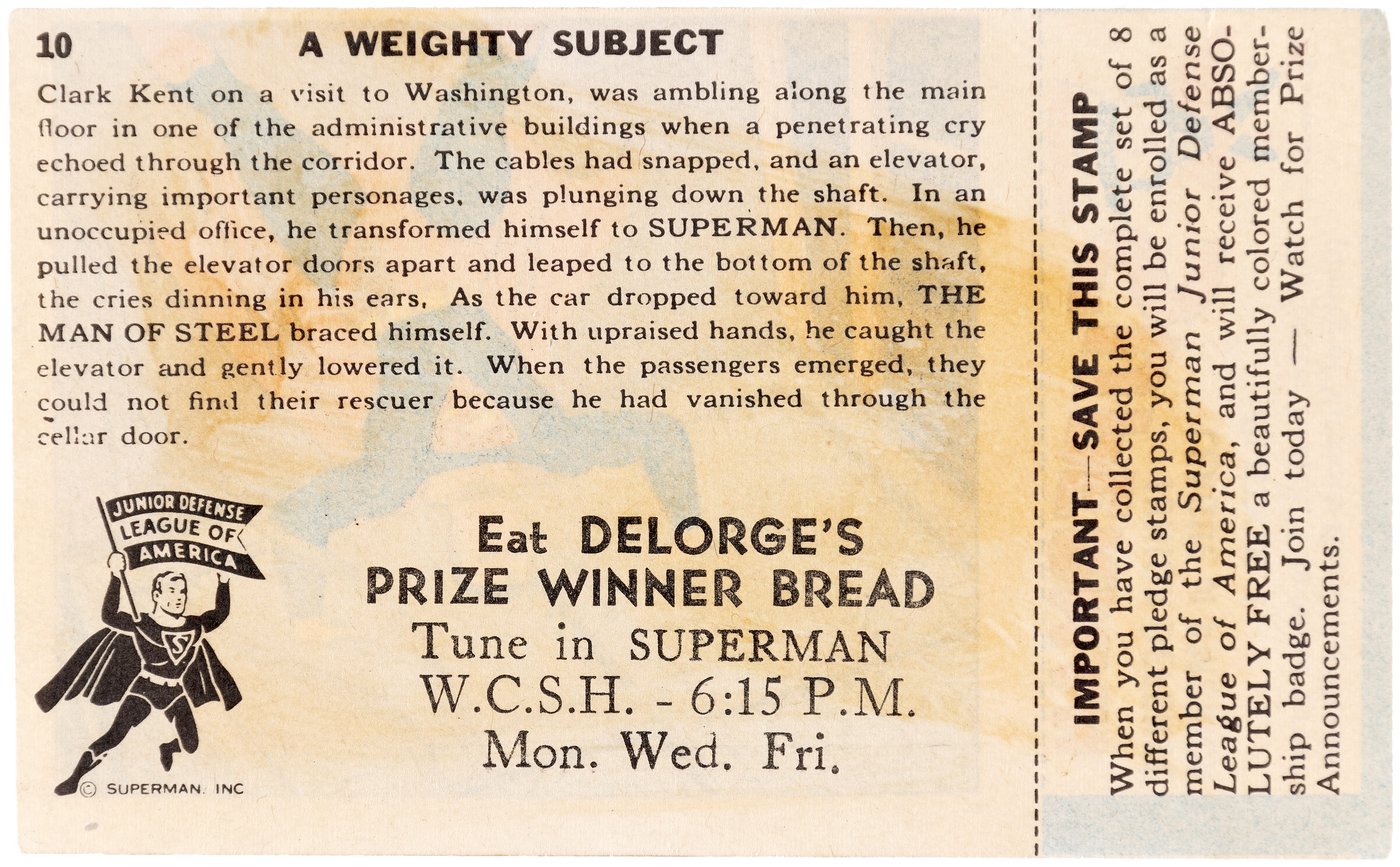 10 A WEIGHTY SUBJECT
Clark Kent on a visit to Washington, was ambling along the main
floor in one of the administrative buildings when a penetrating cry
echoed through the corridor. The cables had snapped, and an elevator,
carrying important personages, was plunging down the shaft. In an
unoccupied office, he transformed himself to SUPERMAN. Then, he
pulled the elevator doors apart and leaped to the bottom of the shaft,
the cries dinning in his ears. As the car dropped toward him, THE
MAN OF STEEL braced himself. With upraised hands, he caught the
elevator and gently lowered it. When the passengers emerged, they
could not find their rescuer because he had vanished through the
cellar door.
JUNIOR DEFENSE
LEAGUE OF
AMERICA
S
© SUPERMAN. INC
Eat DELORGE'S
PRIZE WINNER BREAD
Tune in SUPERMAN
W.C.S.H. - 6:15 P.M.
Mon. Wed. Fri.
IMPORTANT—SAVE THIS STAMP
When you have collected the complete set of 8
different pledge stamps, you will be enrolled as a
member of the Superman Junior Defense
League of America, and will receive ABSO-
LUTELY FREE a beautifully colored member-
ship badge. Join today — Watch for Prize
Announcements.